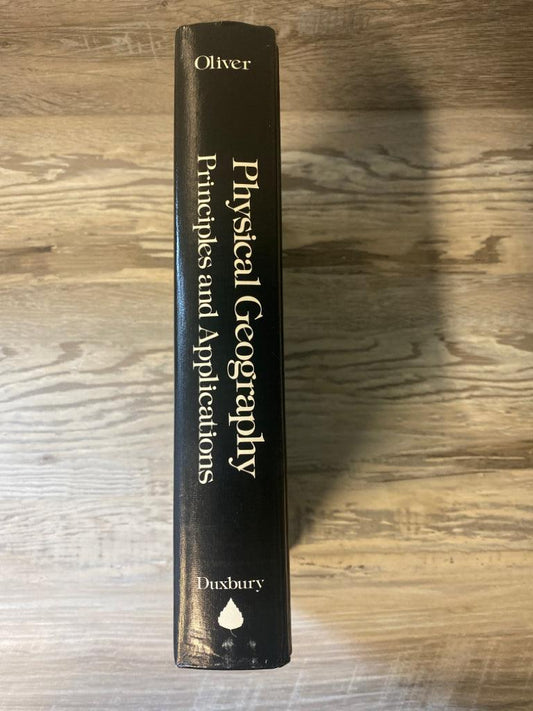 Oliver
Physical Geography
Principles and Applications
Duxbury